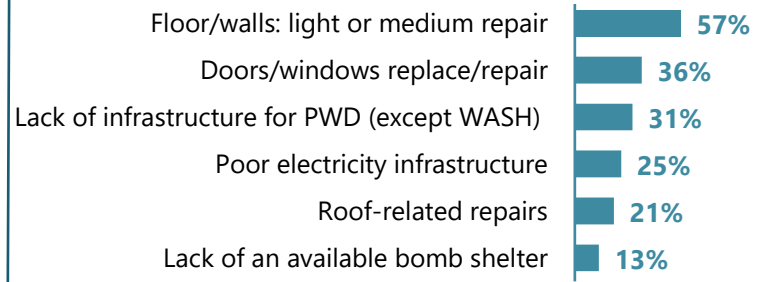 Floor/walls: light or medium repair 57%
Doors/windows replace/repair 36%
Lack of infrastructure for PWD (except WASH) 31%
Poor electricity infrastructure 25%
Roof-related repairs 21%
Lack of an available bomb shelter 13%